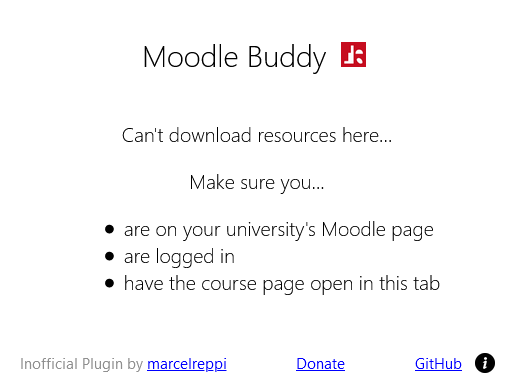 Moodle Buddy
Can't download resources here...
Make sure you...
are on your university's Moodle page
are logged in
have the course page open in this tab
Inofficial Plugin by marcelreppi Donate GitHub